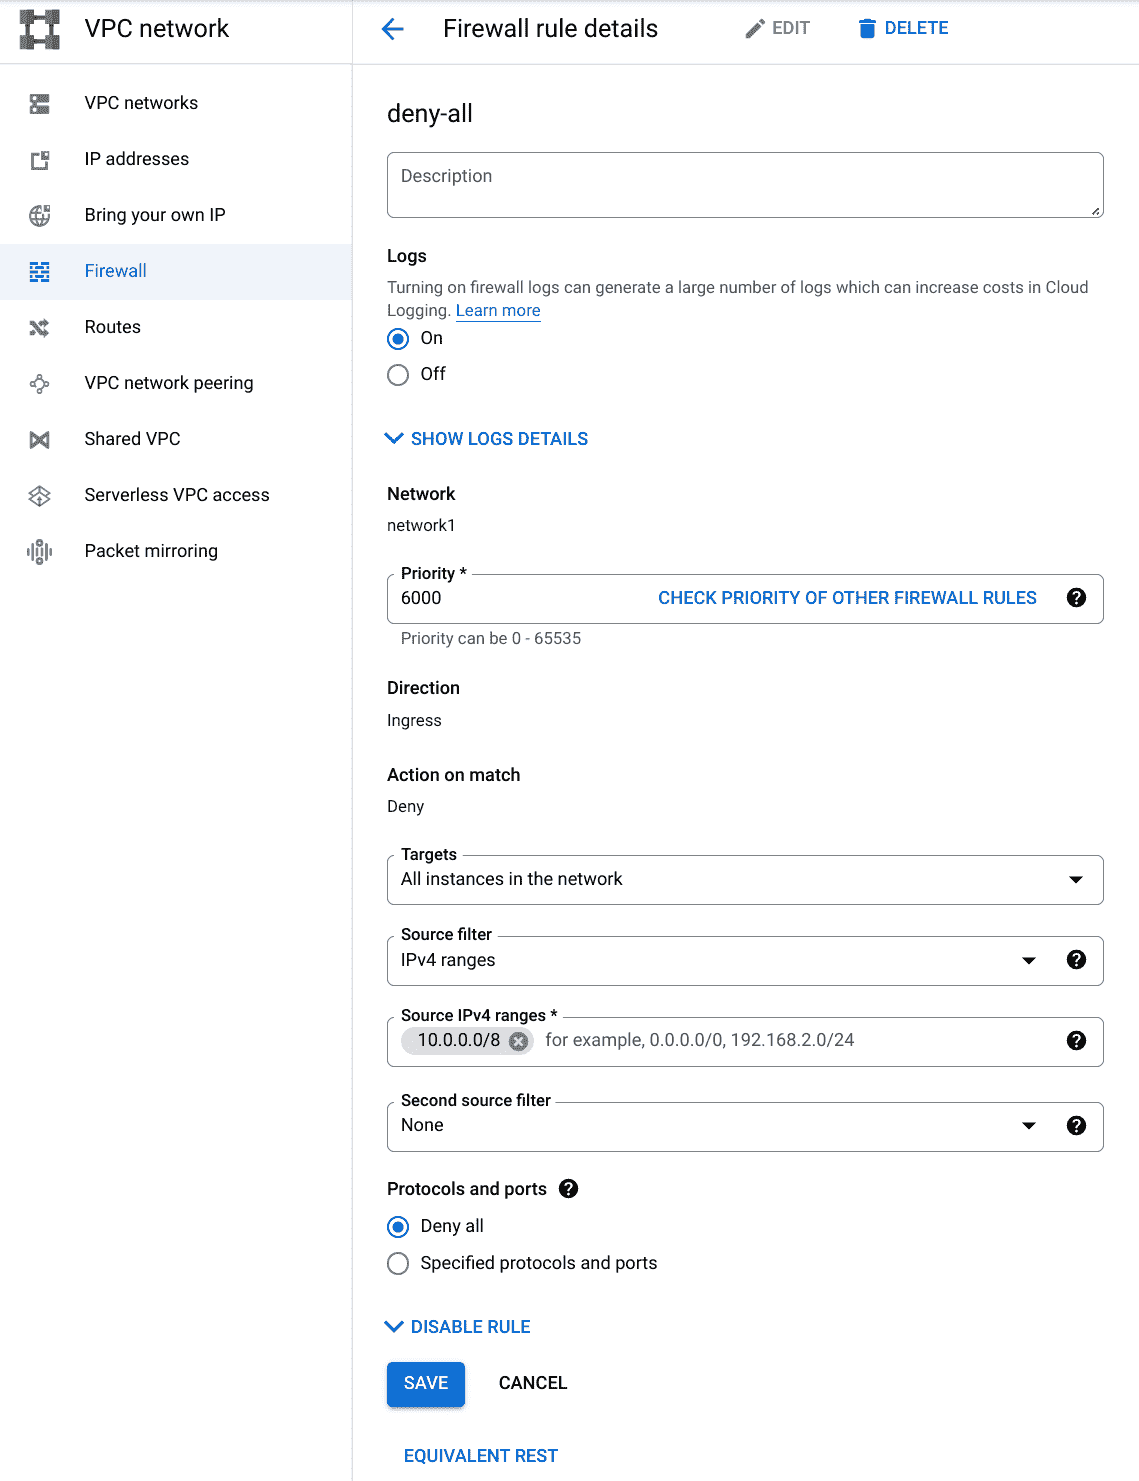 VPC network
Firewall rule details
EDIT
DELETE
VPC networks
IP addresses
Bring your own IP
Firewall
Routes
VPC network peering
Shared VPC
Serverless VPC access
Packet mirroring
deny-all
Description
Logs
Turning on firewall logs can generate a large number of logs which can increase costs in Cloud
Logging. Learn more
On
Off
SHOW LOGS DETAILS
Network
network1
Priority *
6000
CHECK PRIORITY OF OTHER FIREWALL RULES
Priority can be 0 - 65535
Direction
Ingress
Action on match
Deny
Targets
All instances in the network
Source filter
IPv4 ranges
Source IPv4 ranges *
10.0.0.0/8 for example, 0.0.0.0/0, 192.168.2.0/24
Second source filter
None
Protocols and ports
Deny all
Specified protocols and ports
DISABLE RULE
SAVE
CANCEL
EQUIVALENT REST